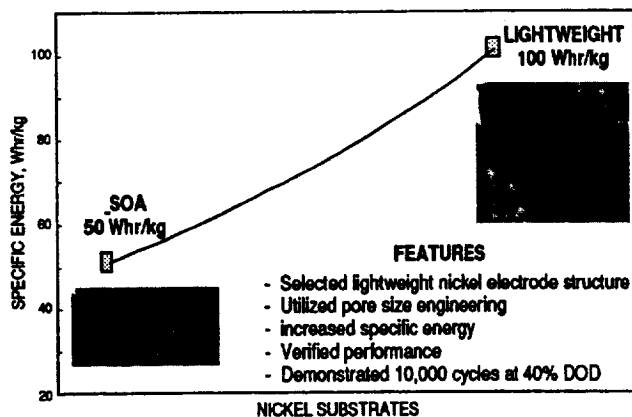 LIGHTWEIGHT
100 Whr/kg
100
80
60
40
20
SPECIFIC ENERGY, Whr/kg
SOA
50 Whr/kg
FEATURES
- Selected lightweight nickel electrode structure
- Utilized pore size engineering
- increased specific energy
- Verified performance
- Demonstrated 10,000 cycles at 40% DOD
NICKEL SUBSTRATES